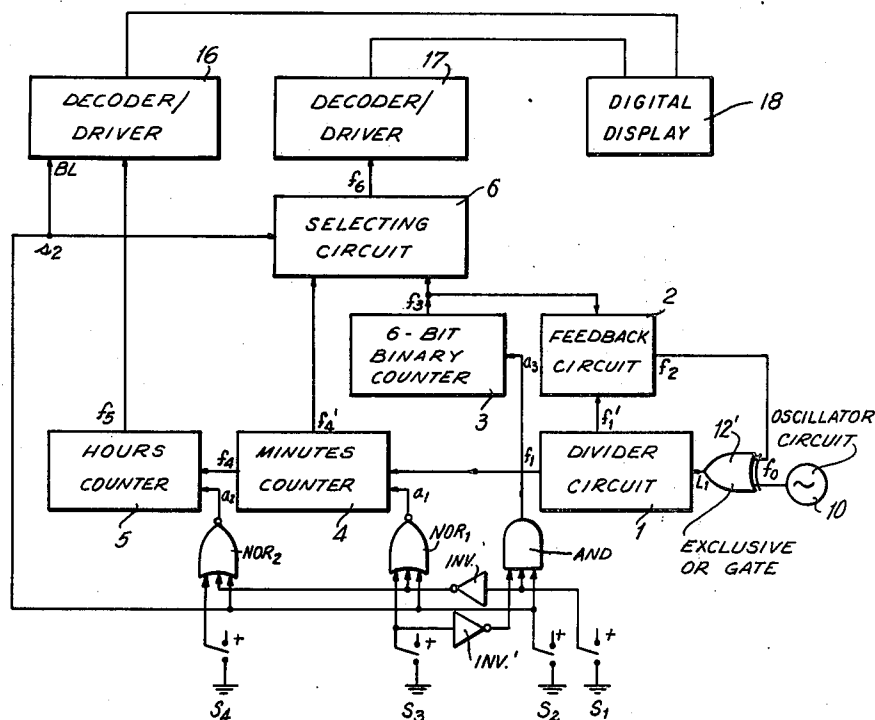 16
DECODER/
DRIVER
17
DECODER/
DRIVER
DIGITAL
DISPLAY
18
BL
f6
6
s2
SELECTING
CIRCUIT
f3
2
6-BIT
BINARY
COUNTER
3
a3
FEEDBACK
CIRCUIT
f2
f5
f4'
f1'
OSCILLATOR
CIRCUIT
12'
HOURS
COUNTER
5
f4
a2
MINUTES
COUNTER
4
f1
a1
DIVIDER
CIRCUIT
1
i1
f0
10
NOR2
NOR1
AND
EXCLUSIVE
OR GATE
INV.'
INV.'
+
+
+
+
S4
S3
S2
S1